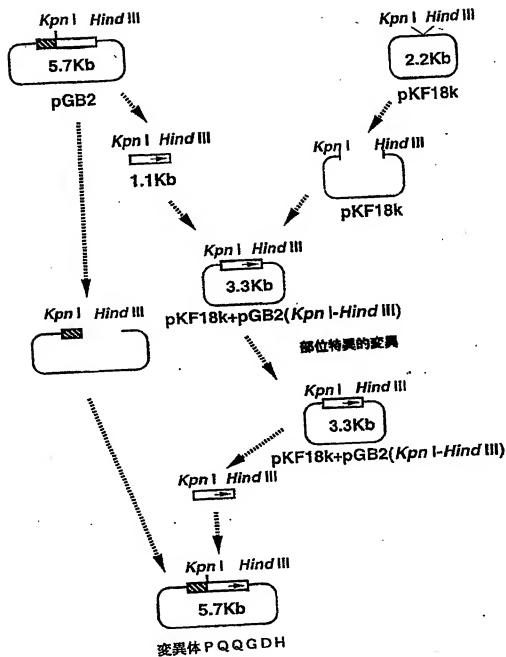 Kpn I Hind III
5.7Kb
pGB2
Kpn I Hind III
2.2Kb
pKF18k
Kpn I Hind III
1.1Kb
Kpn I Hind III
pKF18k
Kpn I Hind III
3.3Kb
pKF18k+pGB2(Kpn I-Hind III)
部位特異的変異
Kpn I Hind III
Kpn I Hind III
3.3Kb
pKF18k+pGB2(Kpn I-Hind III)
Kpn I Hind III
Kpn I Hind III
5.7Kb
変異体PQQGDH